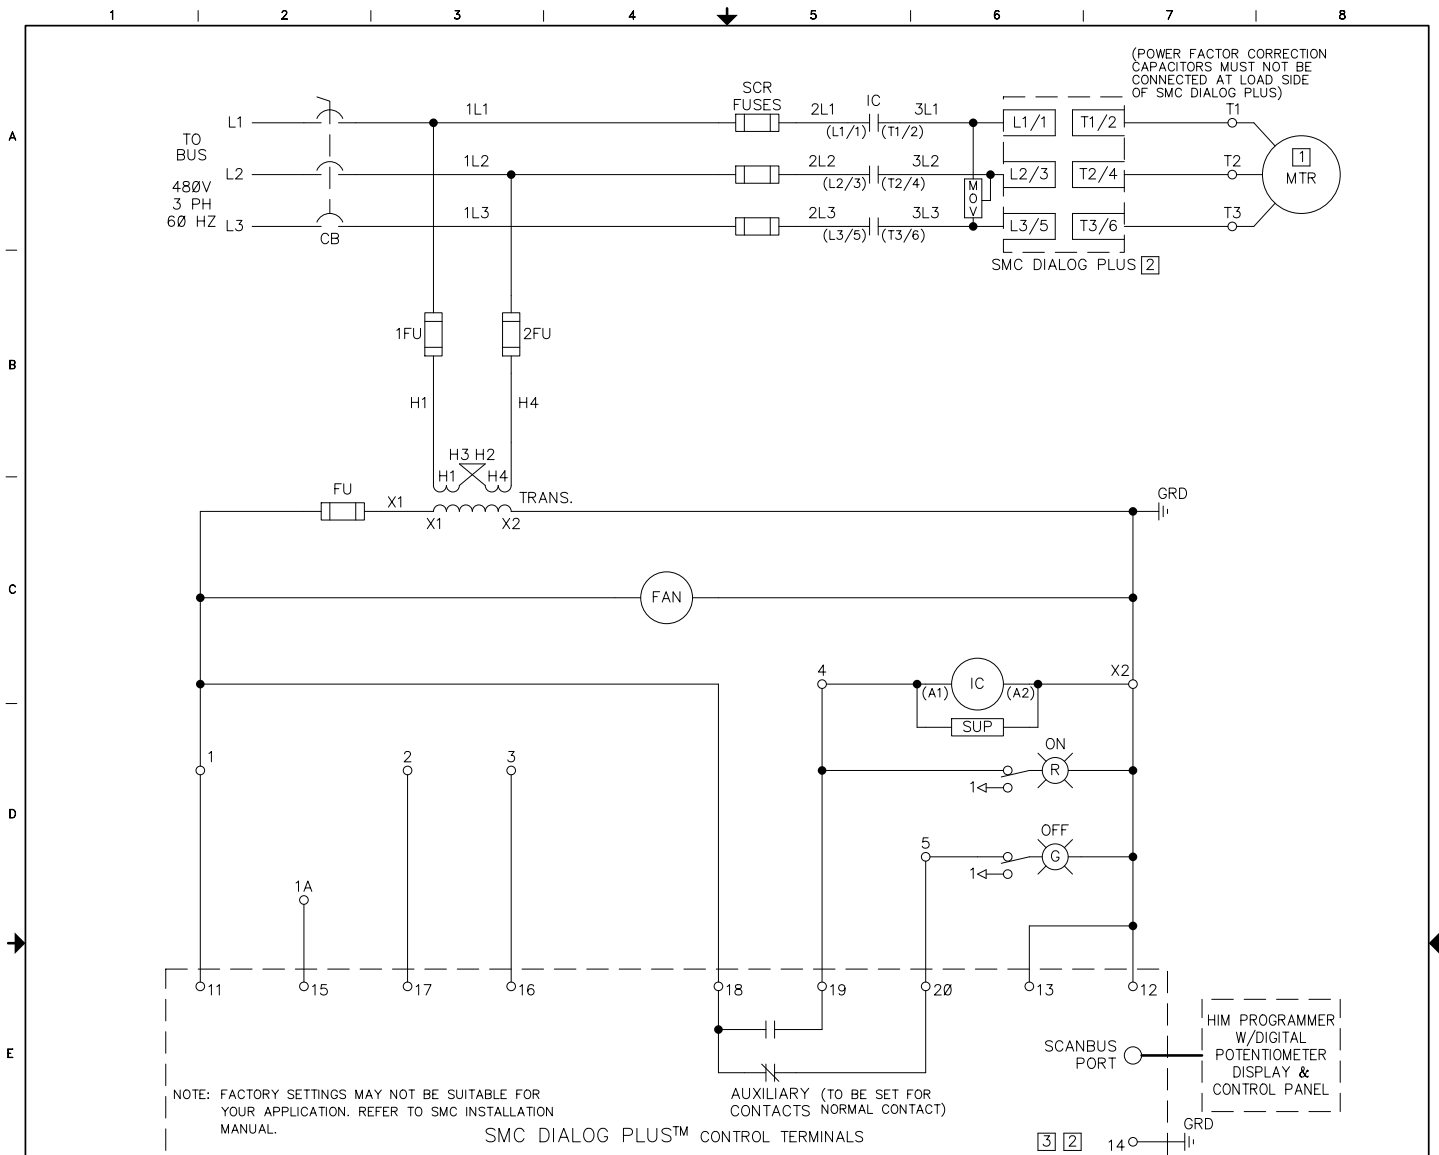 1 2 3 4 5 6 7 8
(POWER FACTOR CORRECTION
CAPACITORS MUST NOT BE
CONNECTED AT LOAD SIDE
OF SMC DIALOG PLUS)
SCR
FUSES
A
TO
BUS
480V
3 PH
60 HZ
L1
L2
L3
CB
1L1
1L2
1L3
2L1
(L1/1)
2L2
(L2/3)
2L3
(L3/5)
IC
3L1
(T1/2)
3L2
(T2/4)
3L3
(T3/6)
MOV
L1/1 T1/2
L2/3 T2/4
L3/5 T3/6
SMC DIALOG PLUS 2
T1
T2
T3
1
MTR
B
1FU
2FU
H1
H4
H3 H2
H1 H4
TRANS.
FU
X1
X1 X2
GRD
C
FAN
4
(A1) IC (A2)
X2
SUP
ON
R
1
D
1
2
3
OFF
5
G
1
1A
11 15 17 16 18 19 20 13 12
E
SCANBUS
PORT
HIM PROGRAMMER
W/DIGITAL
POTENTIOMETER
DISPLAY &
CONTROL PANEL
NOTE: FACTORY SETTINGS MAY NOT BE SUITABLE FOR
YOUR APPLICATION. REFER TO SMC INSTALLATION
MANUAL.
AUXILIARY (TO BE SET FOR
CONTACTS NORMAL CONTACT)
SMC DIALOG PLUS™ CONTROL TERMINALS
3 2
14
GRD